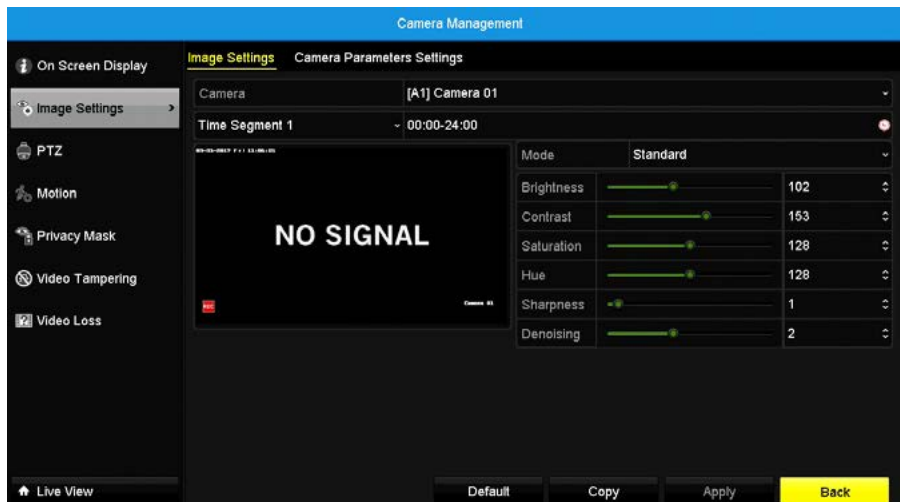 Camera Management
On Screen Display
Image Settings
PTZ
Motion
Privacy Mask
Video Tampering
Video Loss
Live View
Image Settings Camera Parameters Settings
Camera [A1] Camera 01
Time Segment 1 00:00-24:00
NO SIGNAL
Camera 01
Mode Standard
Brightness 102
Contrast 153
Saturation 128
Hue 128
Sharpness 1
Denoising 2
Default Copy Apply Back